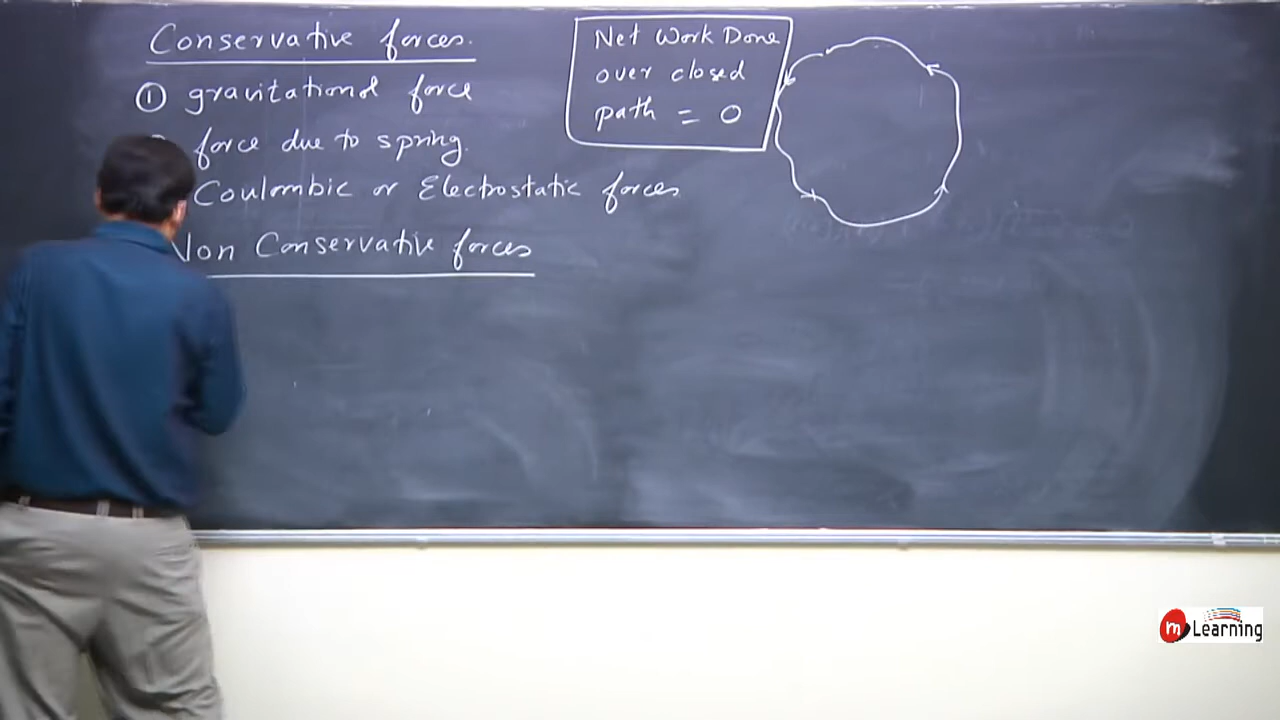 Conservative forces.
① gravitational force
force due to spring.
Coulombic or Electrostatic forces
Non Conservative forces
Net Work Done
over closed
path = 0
m Learning